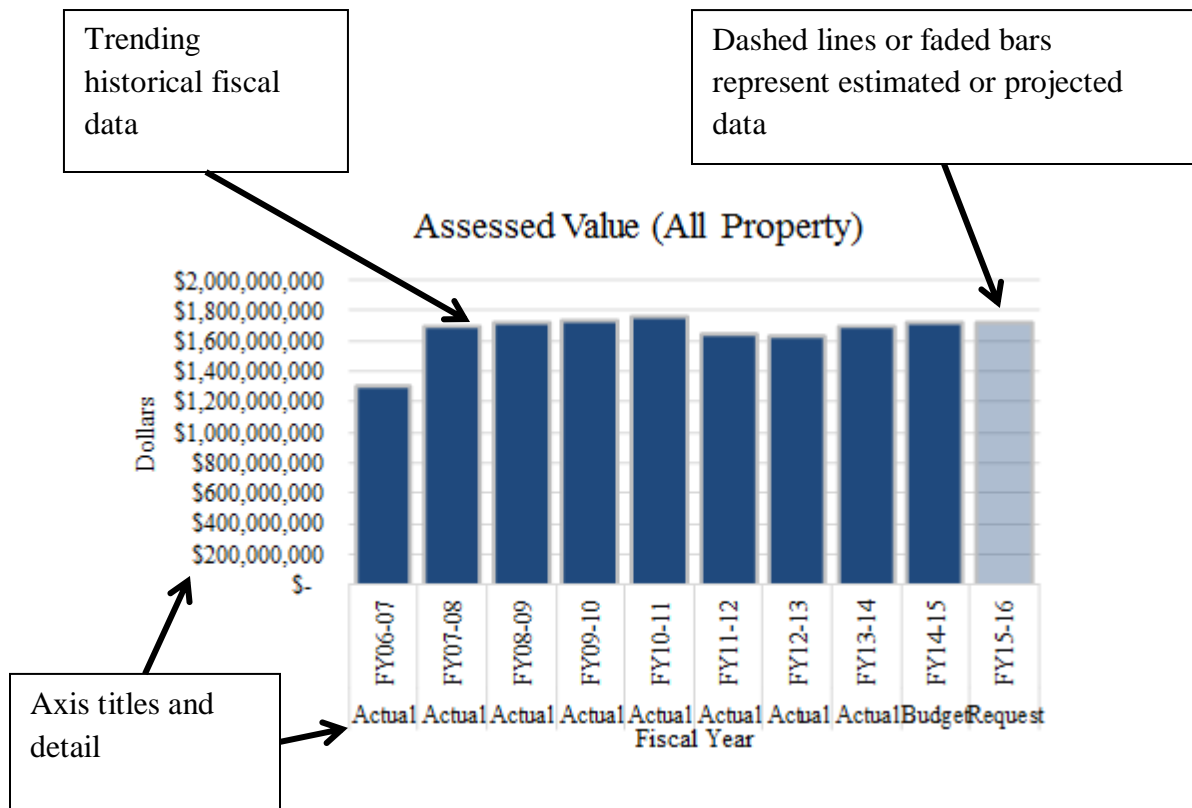 Trending
historical fiscal
data
Dashed lines or faded bars
represent estimated or projected
data
Assessed Value (All Property)
$2,000,000,000
$1,800,000,000
$1,600,000,000
$1,400,000,000
$1,200,000,000
$1,000,000,000
$800,000,000
$600,000,000
$400,000,000
$200,000,000
$-
Dollars
FY06-07
FY07-08
FY08-09
FY09-10
FY10-11
FY11-12
FY12-13
FY13-14
FY14-15
FY15-16
Actual Actual Actual Actual Actual Actual Actual Actual Budget Request
Fiscal Year
Axis titles and
detail